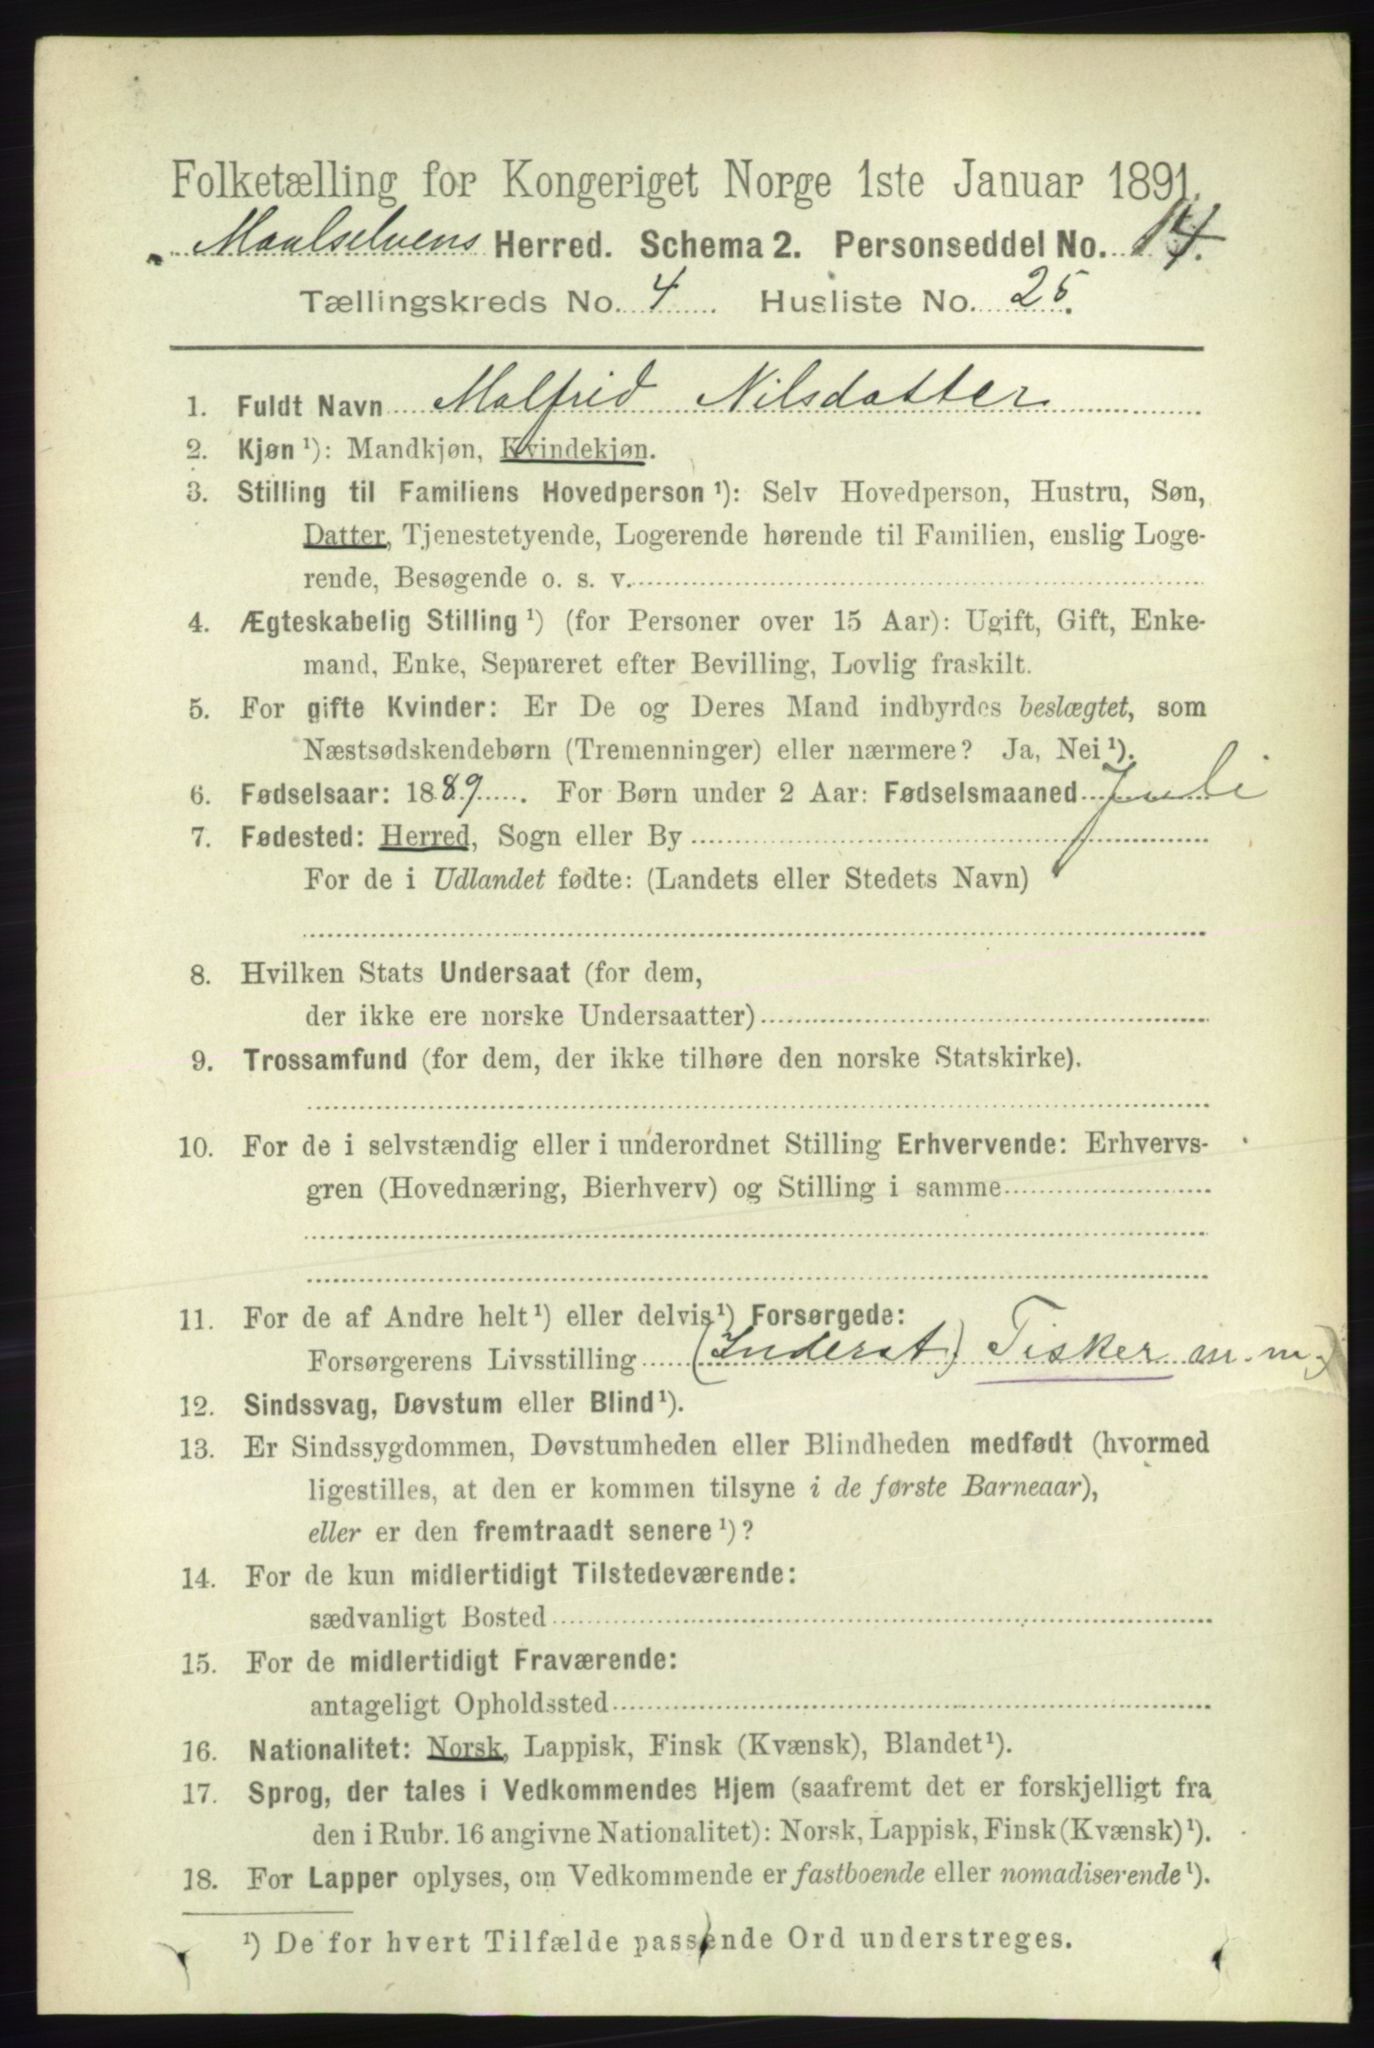 Folketælling for Kongeriget Norge 1ste Januar 1891.
Maalselvens Herred. Schema 2. Personseddel No. 14.
Tællingskreds No. 4 Husliste No. 25.
1. Fuldt Navn Malfrid Nilsdatter
2. Kjøn ¹): Mandkjøn, Kvindekjøn.
3. Stilling til Familiens Hovedperson ¹): Selv Hovedperson, Hustru, Søn,
Datter, Tjenestetyende, Logerende hørende til Familien, enslig Loge-
rende, Besøgende o. s. v.
4. Ægteskabelig Stilling ¹) (for Personer over 15 Aar): Ugift, Gift, Enke-
mand, Enke, Separeret efter Bevilling, Lovlig fraskilt.
5. For gifte Kvinder: Er De og Deres Mand indbyrdes beslægtet, som
Næstsødskendebørn (Tremenninger) eller nærmere? Ja, Nei ¹).
6. Fødselsaar: 1889. For Børn under 2 Aar: Fødselsmaaned Juli
7. Fødested: Herred, Sogn eller By
For de i Udlandet fødte: (Landets eller Stedets Navn)
8. Hvilken Stats Undersaat (for dem,
der ikke ere norske Undersaatter)
9. Trossamfund (for dem, der ikke tilhøre den norske Statskirke).
10. For de i selvstændig eller i underordnet Stilling Erhvervende: Erhvervs-
gren (Hovednæring, Bierhverv) og Stilling i samme
11. For de af Andre helt ¹) eller delvis ¹) Forsørgede:
Forsørgerens Livsstilling (Inderst) Fisker m. m.)
12. Sindssvag, Døvstum eller Blind ¹).
13. Er Sindssygdommen, Døvstumheden eller Blindheden medfødt (hvormed
ligestilles, at den er kommen tilsyne i de første Barneaar),
eller er den fremtraadt senere ¹)?
14. For de kun midlertidigt Tilstedeværende:
sædvanligt Bosted
15. For de midlertidigt Fraværende:
antageligt Opholdssted
16. Nationalitet: Norsk, Lappisk, Finsk (Kvænsk), Blandet ¹).
17. Sprog, der tales i Vedkommendes Hjem (saafremt det er forskjelligt fra
den i Rubr. 16 angivne Nationalitet): Norsk, Lappisk, Finsk (Kvænsk) ¹).
18. For Lapper oplyses, om Vedkommende er fastboende eller nomadiserende ¹).
¹) De for hvert Tilfælde passende Ord understreges.